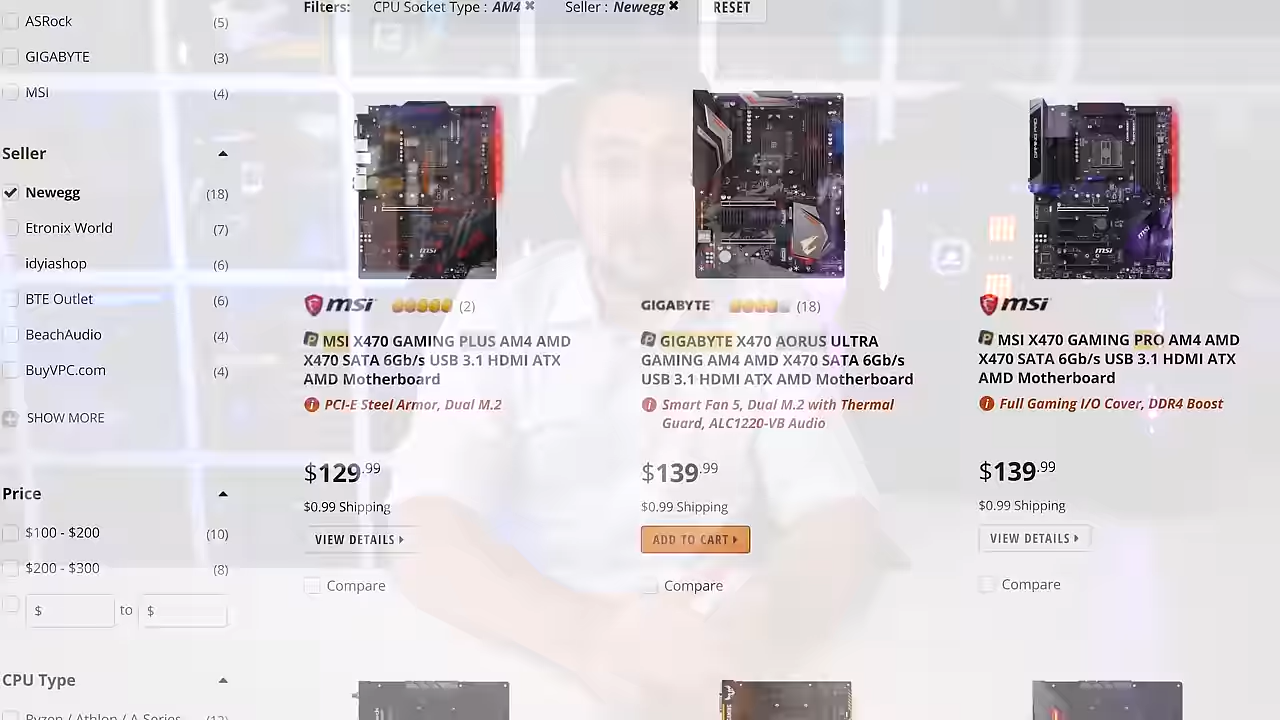 Filters: CPU Socket Type : AM4 ✖ Seller : Newegg ✖ RESET
ASRock (5)
GIGABYTE (3)
MSI (4)
Seller
Newegg (18)
Etronix World (7)
idyllashop (6)
BTE Outlet (6)
BeachAudio (4)
BuyVPC.com (4)
SHOW MORE
Price
$100 - $200 (10)
$200 - $300 (8)
$ to $
CPU Type
Ryzen / Athlon / A-Series (12)
msi (2)
MSI X470 GAMING PLUS AM4 AMD
X470 SATA 6Gb/s USB 3.1 HDMI ATX
AMD Motherboard
PCI-E Steel Armor, Dual M.2
$129.99
$0.99 Shipping
VIEW DETAILS
Compare
GIGABYTE (18)
GIGABYTE X470 AORUS ULTRA
GAMING AM4 AMD X470 SATA 6Gb/s
USB 3.1 HDMI ATX AMD Motherboard
Smart Fan 5, Dual M.2 with Thermal
Guard, ALC1220-VB Audio
$139.99
$0.99 Shipping
ADD TO CART
Compare
msi
MSI X470 GAMING PRO AM4 AMD
X470 SATA 6Gb/s USB 3.1 HDMI ATX
AMD Motherboard
Full Gaming I/O Cover, DDR4 Boost
$139.99
$0.99 Shipping
VIEW DETAILS
Compare